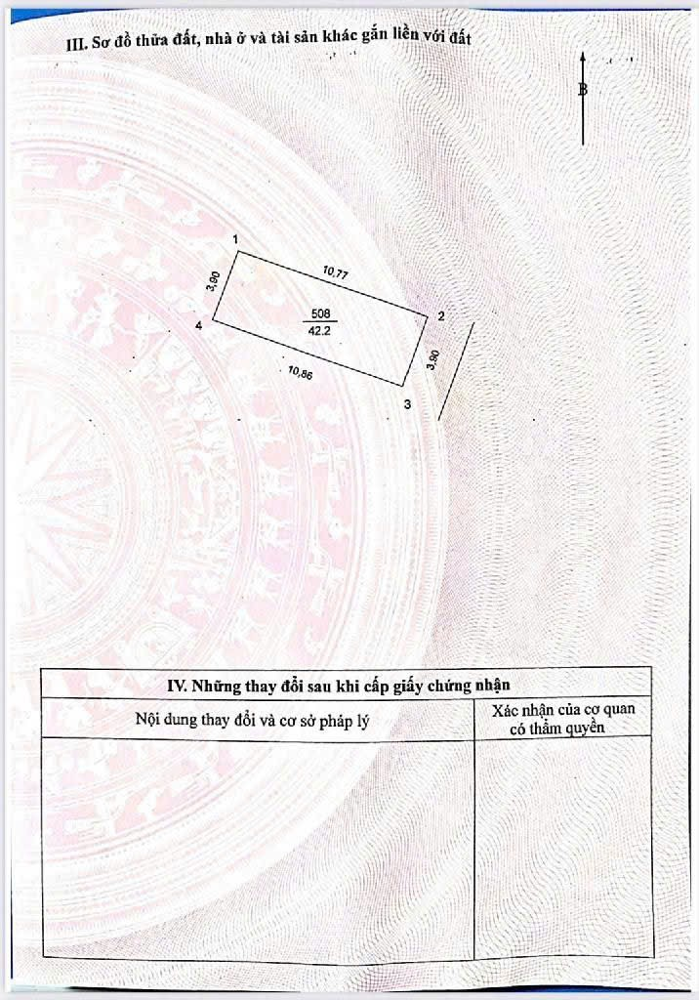 III. Sơ đồ thửa đất, nhà ở và tài sản khác gắn liền với đất
B
1
10,77
3,90
2
508
42.2
4
3,90
10,86
3
IV. Những thay đổi sau khi cấp giấy chứng nhận
Nội dung thay đổi và cơ sở pháp lý
Xác nhận của cơ quan
có thẩm quyền